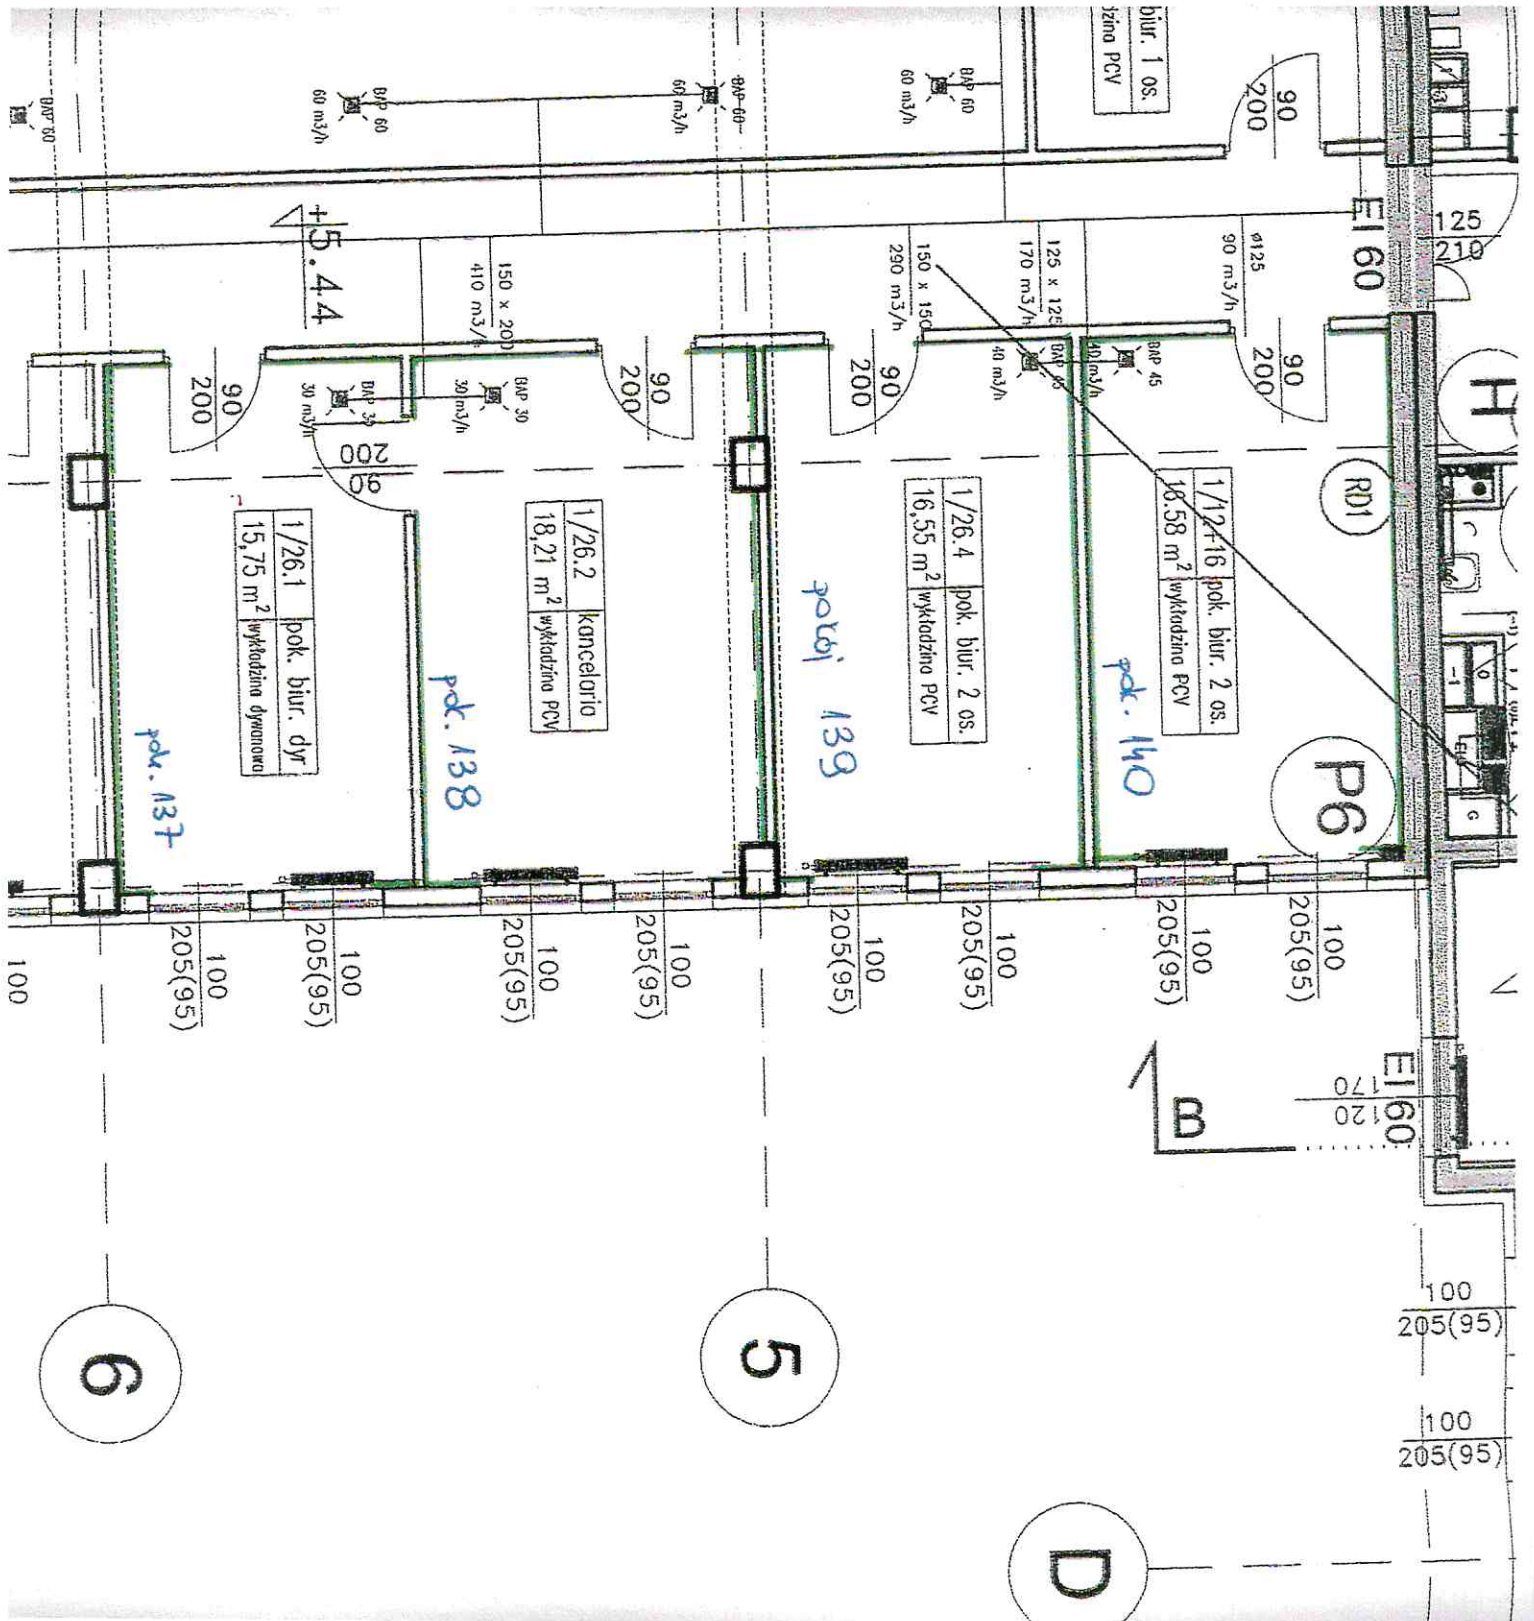 biur. 1 os.
PCV
90
200
BAP 60
60 m3/h
BAP 60
60 m3/h
BAP 60
60 m3/h
BAP 60
EI 60
125
210
+5.44
150 x 200
410 m3/h
150 x 150
290 m3/h
125 x 125
170 m3/h
ø125
90 m3/h
90
200
BAP 30
30 m3/h
BAP 30
30 m3/h
90
200
90
200
90
200
BAP 45
40 m3/h
BAP 45
40 m3/h
90
200
H
RD1
1/26.1 pok. biur. dyr
15,75 m² wykładzina dywanowa
pok. 137
1/26.2 kancelaria
18,21 m² wykładzina PCV
pok. 138
1/26.4 pok. biur. 2 os.
16,55 m² wykładzina PCV
pokój 139
1/12+16 pok. biur. 2 os.
16.58 m² wykładzina PCV
pok. 140
P6
G
100
100
205(95)
100
205(95)
100
205(95)
100
205(95)
100
205(95)
100
205(95)
100
205(95)
100
205(95)
EI 60
170
120
B
100
205(95)
100
205(95)
6
5
D